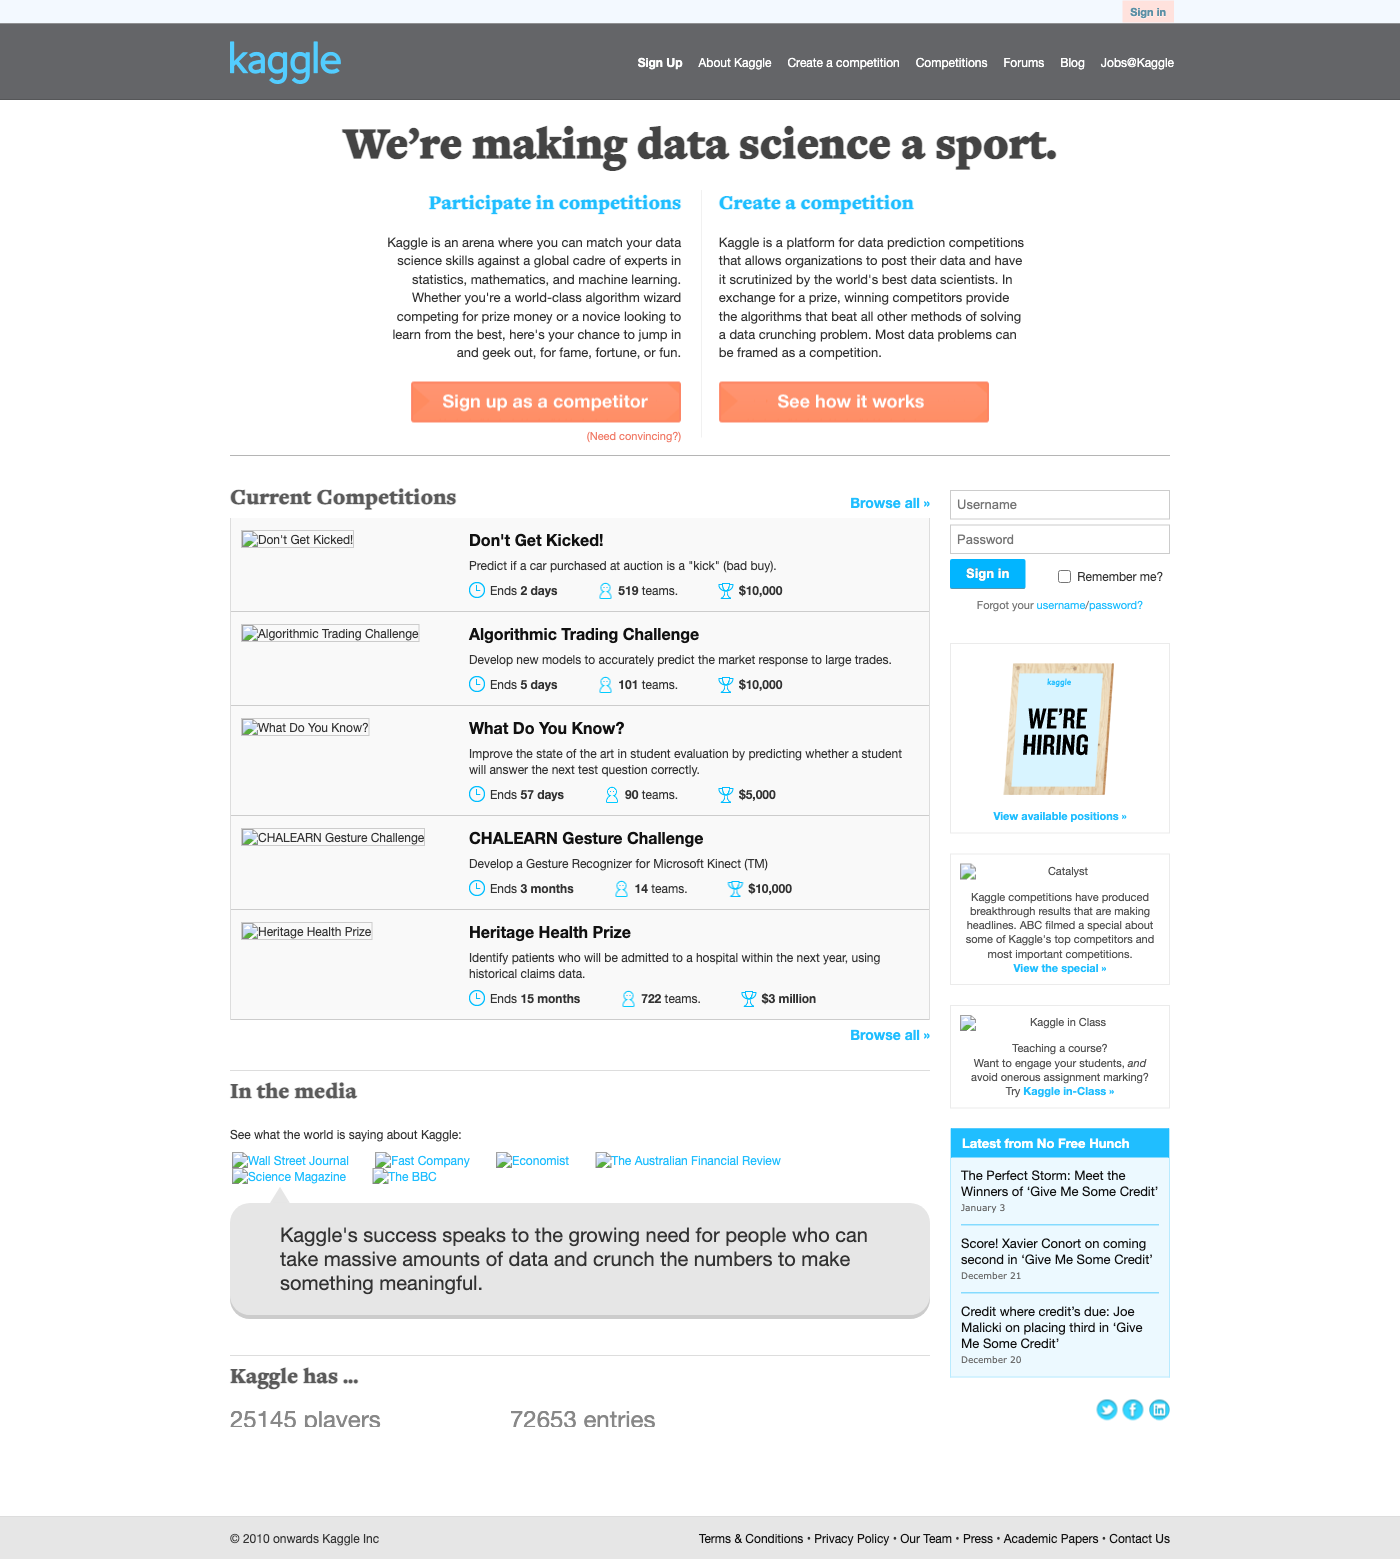 Sign in
kaggle
Sign Up About Kaggle Create a competition Competitions Forums Blog Jobs@Kaggle
We’re making data science a sport.
Participate in competitions
Kaggle is an arena where you can match your data
science skills against a global cadre of experts in
statistics, mathematics, and machine learning.
Whether you're a world-class algorithm wizard
competing for prize money or a novice looking to
learn from the best, here's your chance to jump in
and geek out, for fame, fortune, or fun.
Sign up as a competitor
(Need convincing?)
Create a competition
Kaggle is a platform for data prediction competitions
that allows organizations to post their data and have
it scrutinized by the world's best data scientists. In
exchange for a prize, winning competitors provide
the algorithms that beat all other methods of solving
a data crunching problem. Most data problems can
be framed as a competition.
See how it works
Current Competitions
Browse all »
Don't Get Kicked!
Don't Get Kicked!
Predict if a car purchased at auction is a "kick" (bad buy).
Ends 2 days 519 teams. $10,000
Algorithmic Trading Challenge
Algorithmic Trading Challenge
Develop new models to accurately predict the market response to large trades.
Ends 5 days 101 teams. $10,000
What Do You Know?
What Do You Know?
Improve the state of the art in student evaluation by predicting whether a student
will answer the next test question correctly.
Ends 57 days 90 teams. $5,000
CHALEARN Gesture Challenge
CHALEARN Gesture Challenge
Develop a Gesture Recognizer for Microsoft Kinect (TM)
Ends 3 months 14 teams. $10,000
Heritage Health Prize
Heritage Health Prize
Identify patients who will be admitted to a hospital within the next year, using
historical claims data.
Ends 15 months 722 teams. $3 million
Browse all »
In the media
See what the world is saying about Kaggle:
Wall Street Journal Fast Company Economist The Australian Financial Review
Science Magazine The BBC
Kaggle's success speaks to the growing need for people who can
take massive amounts of data and crunch the numbers to make
something meaningful.
Kaggle has ...
25145 players 72653 entries
Username
Password
Sign in Remember me?
Forgot your username/password?
kaggle
WE'RE
HIRING
View available positions »
Catalyst
Kaggle competitions have produced
breakthrough results that are making
headlines. ABC filmed a special about
some of Kaggle's top competitors and
most important competitions.
View the special »
Kaggle in Class
Teaching a course?
Want to engage your students, and
avoid onerous assignment marking?
Try Kaggle in-Class »
Latest from No Free Hunch
The Perfect Storm: Meet the
Winners of ‘Give Me Some Credit’
January 3
Score! Xavier Conort on coming
second in ‘Give Me Some Credit’
December 21
Credit where credit’s due: Joe
Malicki on placing third in ‘Give
Me Some Credit’
December 20
© 2010 onwards Kaggle Inc
Terms & Conditions • Privacy Policy • Our Team • Press • Academic Papers • Contact Us